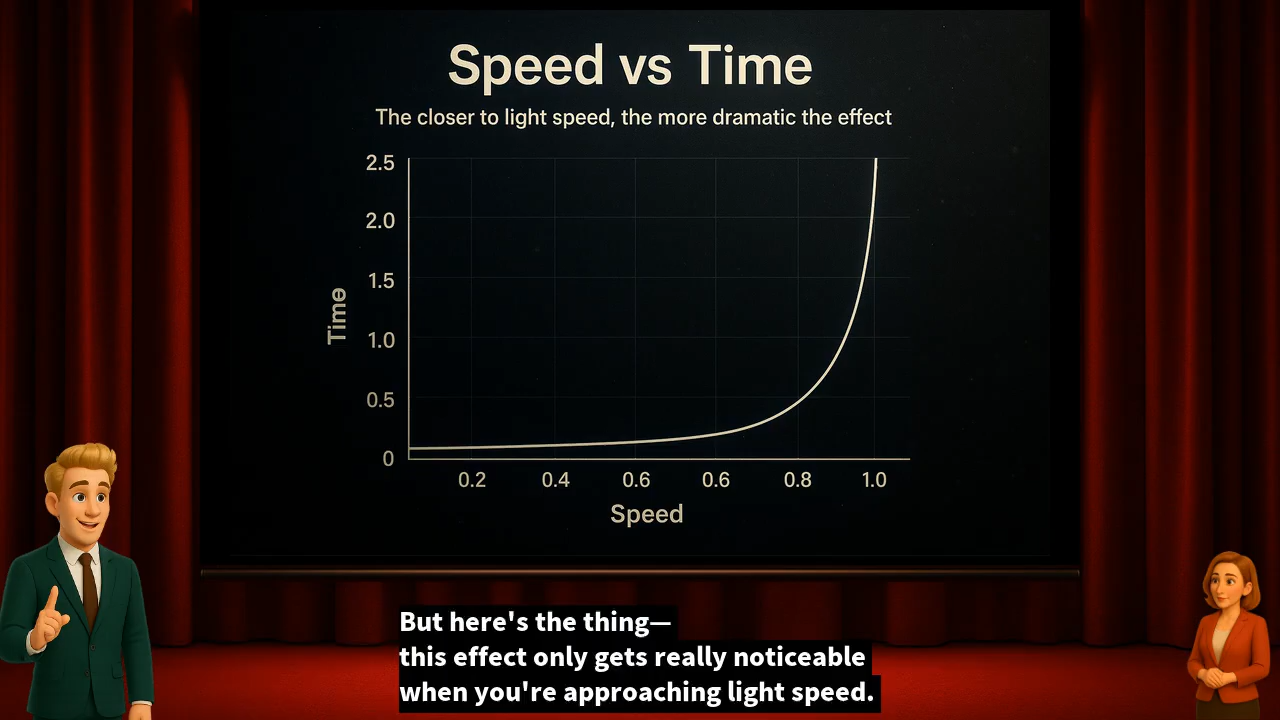 Speed vs Time
The closer to light speed, the more dramatic the effect
2.5
2.0
1.5
1.0
0.5
0
Time
0.2 0.4 0.6 0.6 0.8 1.0
Speed
But here's the thing—
this effect only gets really noticeable
when you're approaching light speed.